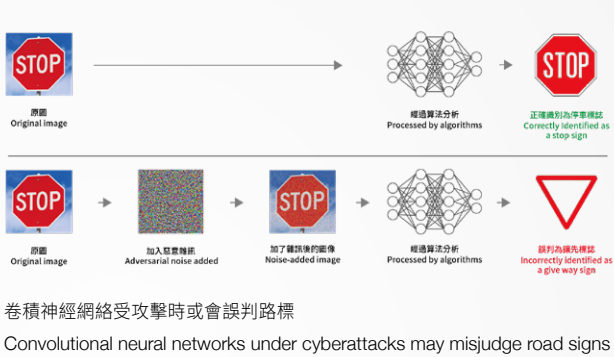 STOP
STOP
原圖
Original image
經過算法分析
Processed by algorithms
正確識別為停車標誌
Correctly Identified as
a stop sign
STOP
STOP
原圖
Original image
加入惡意雜訊
Adversarial noise added
加了雜訊後的圖像
Noise-added image
經過算法分析
Processed by algorithms
誤判為讓先標誌
Incorrectly identified as
a give way sign
卷積神經網絡受攻擊時或會誤判路標
Convolutional neural networks under cyberattacks may misjudge road signs